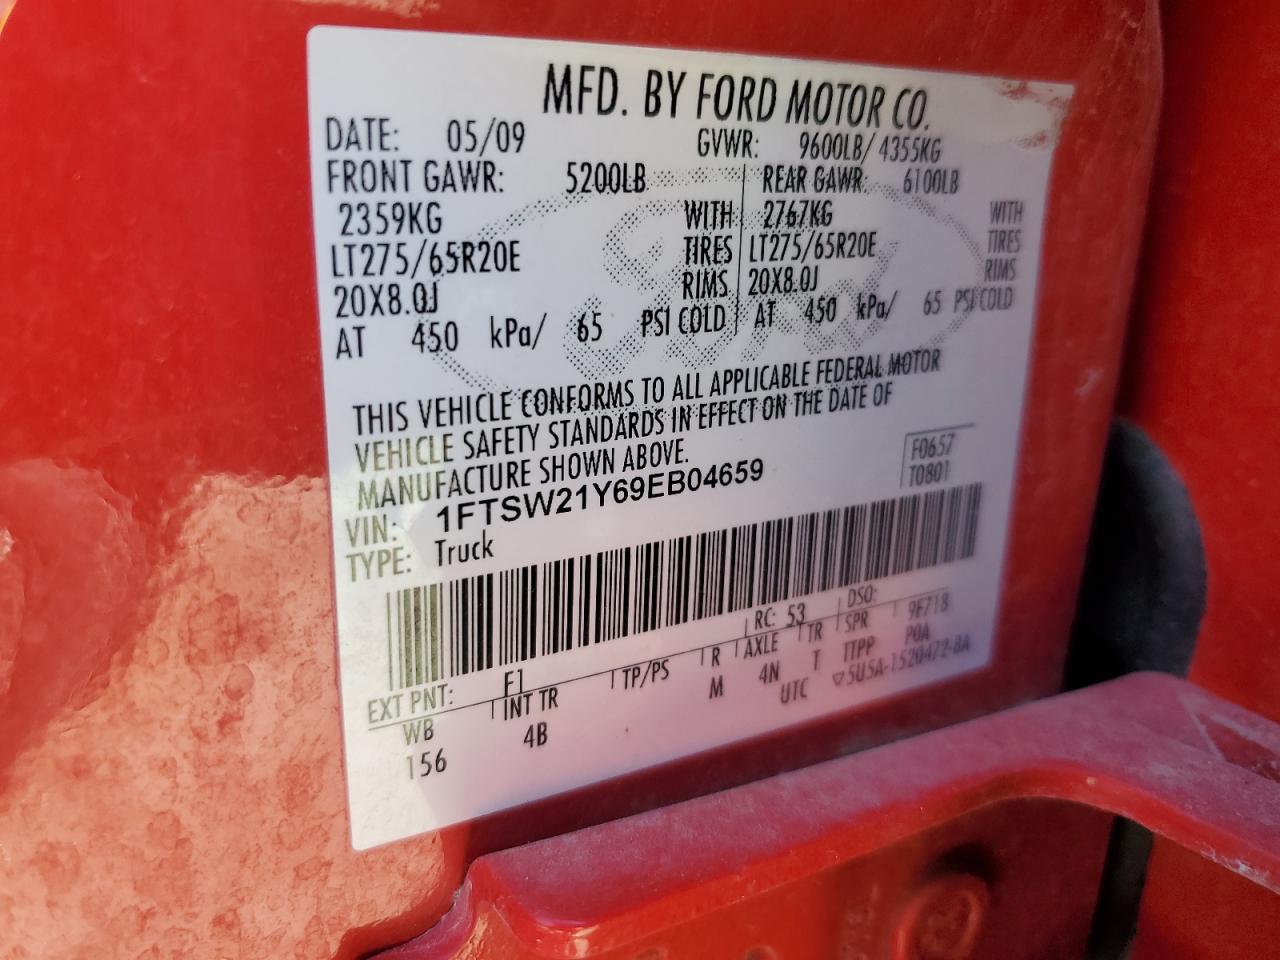 MFD. BY FORD MOTOR CO.
DATE: 05/09 GVWR: 9600LB/ 4355KG
FRONT GAWR: 5200LB REAR GAWR: 6100LB
2359KG WITH 2767KG WITH
LT275/65R20E TIRES LT275/65R20E TIRES
20X8.0J RIMS 20X8.0J RIMS
AT 450 kPa/ 65 PSI COLD AT 450 kPa/ 65 PSI COLD
THIS VEHICLE CONFORMS TO ALL APPLICABLE FEDERAL MOTOR
VEHICLE SAFETY STANDARDS IN EFFECT ON THE DATE OF
MANUFACTURE SHOWN ABOVE.
F0657
T0801
VIN: 1FTSW21Y69EB04659
TYPE: Truck
EXT PNT: F1 RC: 53 DSO:
WB INT TR TP/PS R AXLE TR SPR 9F718
156 4B M 4N T TTPP POA
UTC ▽5U5A-1520472-BA